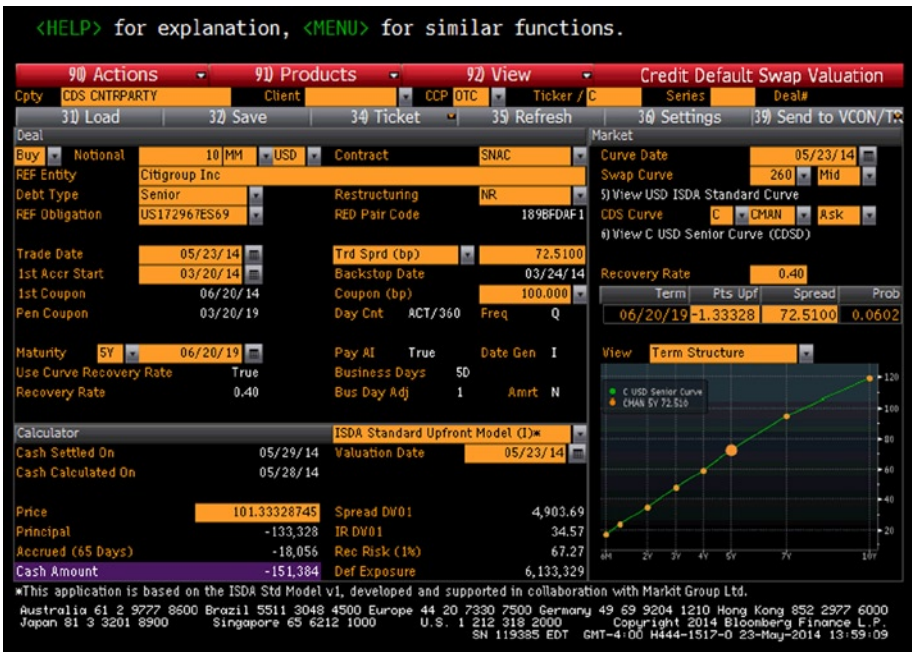 <HELP> for explanation, <MENU> for similar functions.
90) Actions 91) Products 92) View Credit Default Swap Valuation
Cpty CDS CNTRPARTY Client CCP OTC Ticker / C Series Deal#
31) Load 32) Save 34) Ticket 35) Refresh 36) Settings 39) Send to VCON/TR
Deal Market
Buy Notional 10 MM USD Contract SNAC Curve Date 05/23/14
REF Entity Citigroup Inc Swap Curve 260 Mid
Debt Type Senior Restructuring NR 5) View USD ISDA Standard Curve
REF Obligation US172967ES69 RED Pair Code 189BFDAF1 CDS Curve C CMAN Ask
6) View C USD Senior Curve (CDSD)
Trade Date 05/23/14 Trd Sprd (bp) 72.5100
1st Accr Start 03/20/14 Backstop Date 03/24/14 Recovery Rate 0.40
1st Coupon 06/20/14 Coupon (bp) 100.000 Term Pts Upf Spread Prob
Pen Coupon 03/20/19 Day Cnt ACT/360 Freq Q 06/20/19 -1.33328 72.5100 0.0602
Maturity 5Y 06/20/19 Pay AI True Date Gen I View Term Structure
Use Curve Recovery Rate True Business Days 5D
Recovery Rate 0.40 Bus Day Adj 1 Amrt N
C USD Senior Curve
CMAN 5Y 72.510
120
100
80
60
40
20
6M 2Y 3Y 4Y 5Y 7Y 10Y
Calculator ISDA Standard Upfront Model (I)*
Cash Settled On 05/29/14 Valuation Date 05/23/14
Cash Calculated On 05/28/14
Price 101.33328745 Spread DV01 4,903.69
Principal -133,328 IR DV01 34.57
Accrued (65 Days) -18,056 Rec Risk (1%) 67.27
Cash Amount -151,384 Def Exposure 6,133,329
*This application is based on the ISDA Std Model v1, developed and supported in collaboration with Markit Group Ltd.
Australia 61 2 9777 8600 Brazil 5511 3048 4500 Europe 44 20 7330 7500 Germany 49 69 9204 1210 Hong Kong 852 2977 6000
Japan 81 3 3201 8900 Singapore 65 6212 1000 U.S. 1 212 318 2000 Copyright 2014 Bloomberg Finance L.P.
SN 119385 EDT GMT-4:00 H444-1517-0 23-May-2014 13:59:09